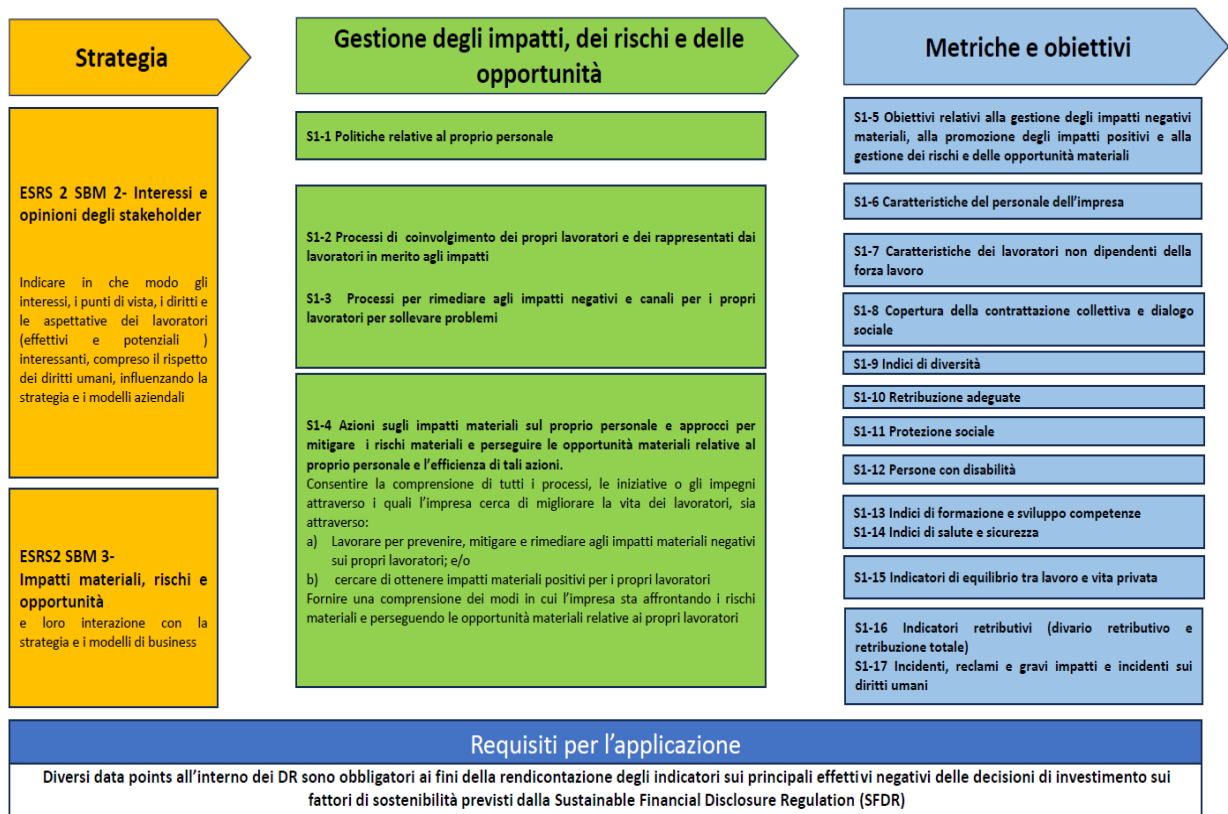 Strategia
ESRS 2 SBM 2- Interessi e
opinioni degli stakeholder
Indicare in che modo gli
interessi, i punti di vista, i diritti e
le aspettative dei lavoratori
(effettivi e potenziali )
interessanti, compreso il rispetto
dei diritti umani, influenzando la
strategia e i modelli aziendali
ESRS2 SBM 3-
Impatti materiali, rischi e
opportunità
e loro interazione con la
strategia e i modelli di business
Gestione degli impatti, dei rischi e delle
opportunità
S1-1 Politiche relative al proprio personale
S1-2 Processi di coinvolgimento dei propri lavoratori e dei rappresentati dai
lavoratori in merito agli impatti
S1-3 Processi per rimediare agli impatti negativi e canali per i propri
lavoratori per sollevare problemi
S1-4 Azioni sugli impatti materiali sul proprio personale e approcci per
mitigare i rischi materiali e perseguire le opportunità materiali relative al
proprio personale e l’efficienza di tali azioni.
Consentire la comprensione di tutti i processi, le iniziative o gli impegni
attraverso i quali l’impresa cerca di migliorare la vita dei lavoratori, sia
attraverso:
a) Lavorare per prevenire, mitigare e rimediare agli impatti materiali negativi
sui propri lavoratori; e/o
b) cercare di ottenere impatti materiali positivi per i propri lavoratori
Fornire una comprensione dei modi in cui l’impresa sta affrontando i rischi
materiali e perseguendo le opportunità materiali relative ai propri lavoratori
Metriche e obiettivi
S1-5 Obiettivi relativi alla gestione degli impatti negativi
materiali, alla promozione degli impatti positivi e alla
gestione dei rischi e delle opportunità materiali
S1-6 Caratteristiche del personale dell’impresa
S1-7 Caratteristiche dei lavoratori non dipendenti della
forza lavoro
S1-8 Copertura della contrattazione collettiva e dialogo
sociale
S1-9 Indici di diversità
S1-10 Retribuzione adeguate
S1-11 Protezione sociale
S1-12 Persone con disabilità
S1-13 Indici di formazione e sviluppo competenze
S1-14 Indici di salute e sicurezza
S1-15 Indicatori di equilibrio tra lavoro e vita privata
S1-16 Indicatori retributivi (divario retributivo e
retribuzione totale)
S1-17 Incidenti, reclami e gravi impatti e incidenti sui
diritti umani
Requisiti per l’applicazione
Diversi data points all’interno dei DR sono obbligatori ai fini della rendicontazione degli indicatori sui principali effettivi negativi delle decisioni di investimento sui
fattori di sostenibilità previsti dalla Sustainable Financial Disclosure Regulation (SFDR)